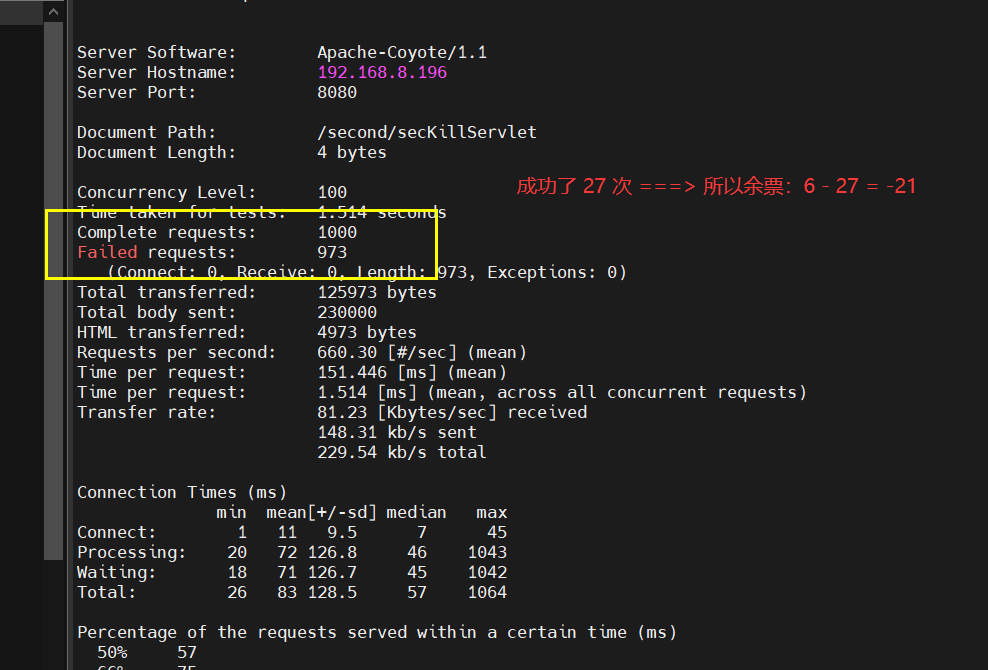 Server Software: Apache-Coyote/1.1
Server Hostname: 192.168.8.196
Server Port: 8080
Document Path: /second/secKillServlet
Document Length: 4 bytes
成功了 27 次 ===> 所以余票：6 - 27 = -21
Concurrency Level: 100
Time taken for tests: 1.514 seconds
Complete requests: 1000
Failed requests: 973
(Connect: 0, Receive: 0, Length: 973, Exceptions: 0)
Total transferred: 125973 bytes
Total body sent: 230000
HTML transferred: 4973 bytes
Requests per second: 660.30 [#/sec] (mean)
Time per request: 151.446 [ms] (mean)
Time per request: 1.514 [ms] (mean, across all concurrent requests)
Transfer rate: 81.23 [Kbytes/sec] received
148.31 kb/s sent
229.54 kb/s total
Connection Times (ms)
min mean[+/-sd] median max
Connect: 1 11 9.5 7 45
Processing: 20 72 126.8 46 1043
Waiting: 18 71 126.7 45 1042
Total: 26 83 128.5 57 1064
Percentage of the requests served within a certain time (ms)
50% 57